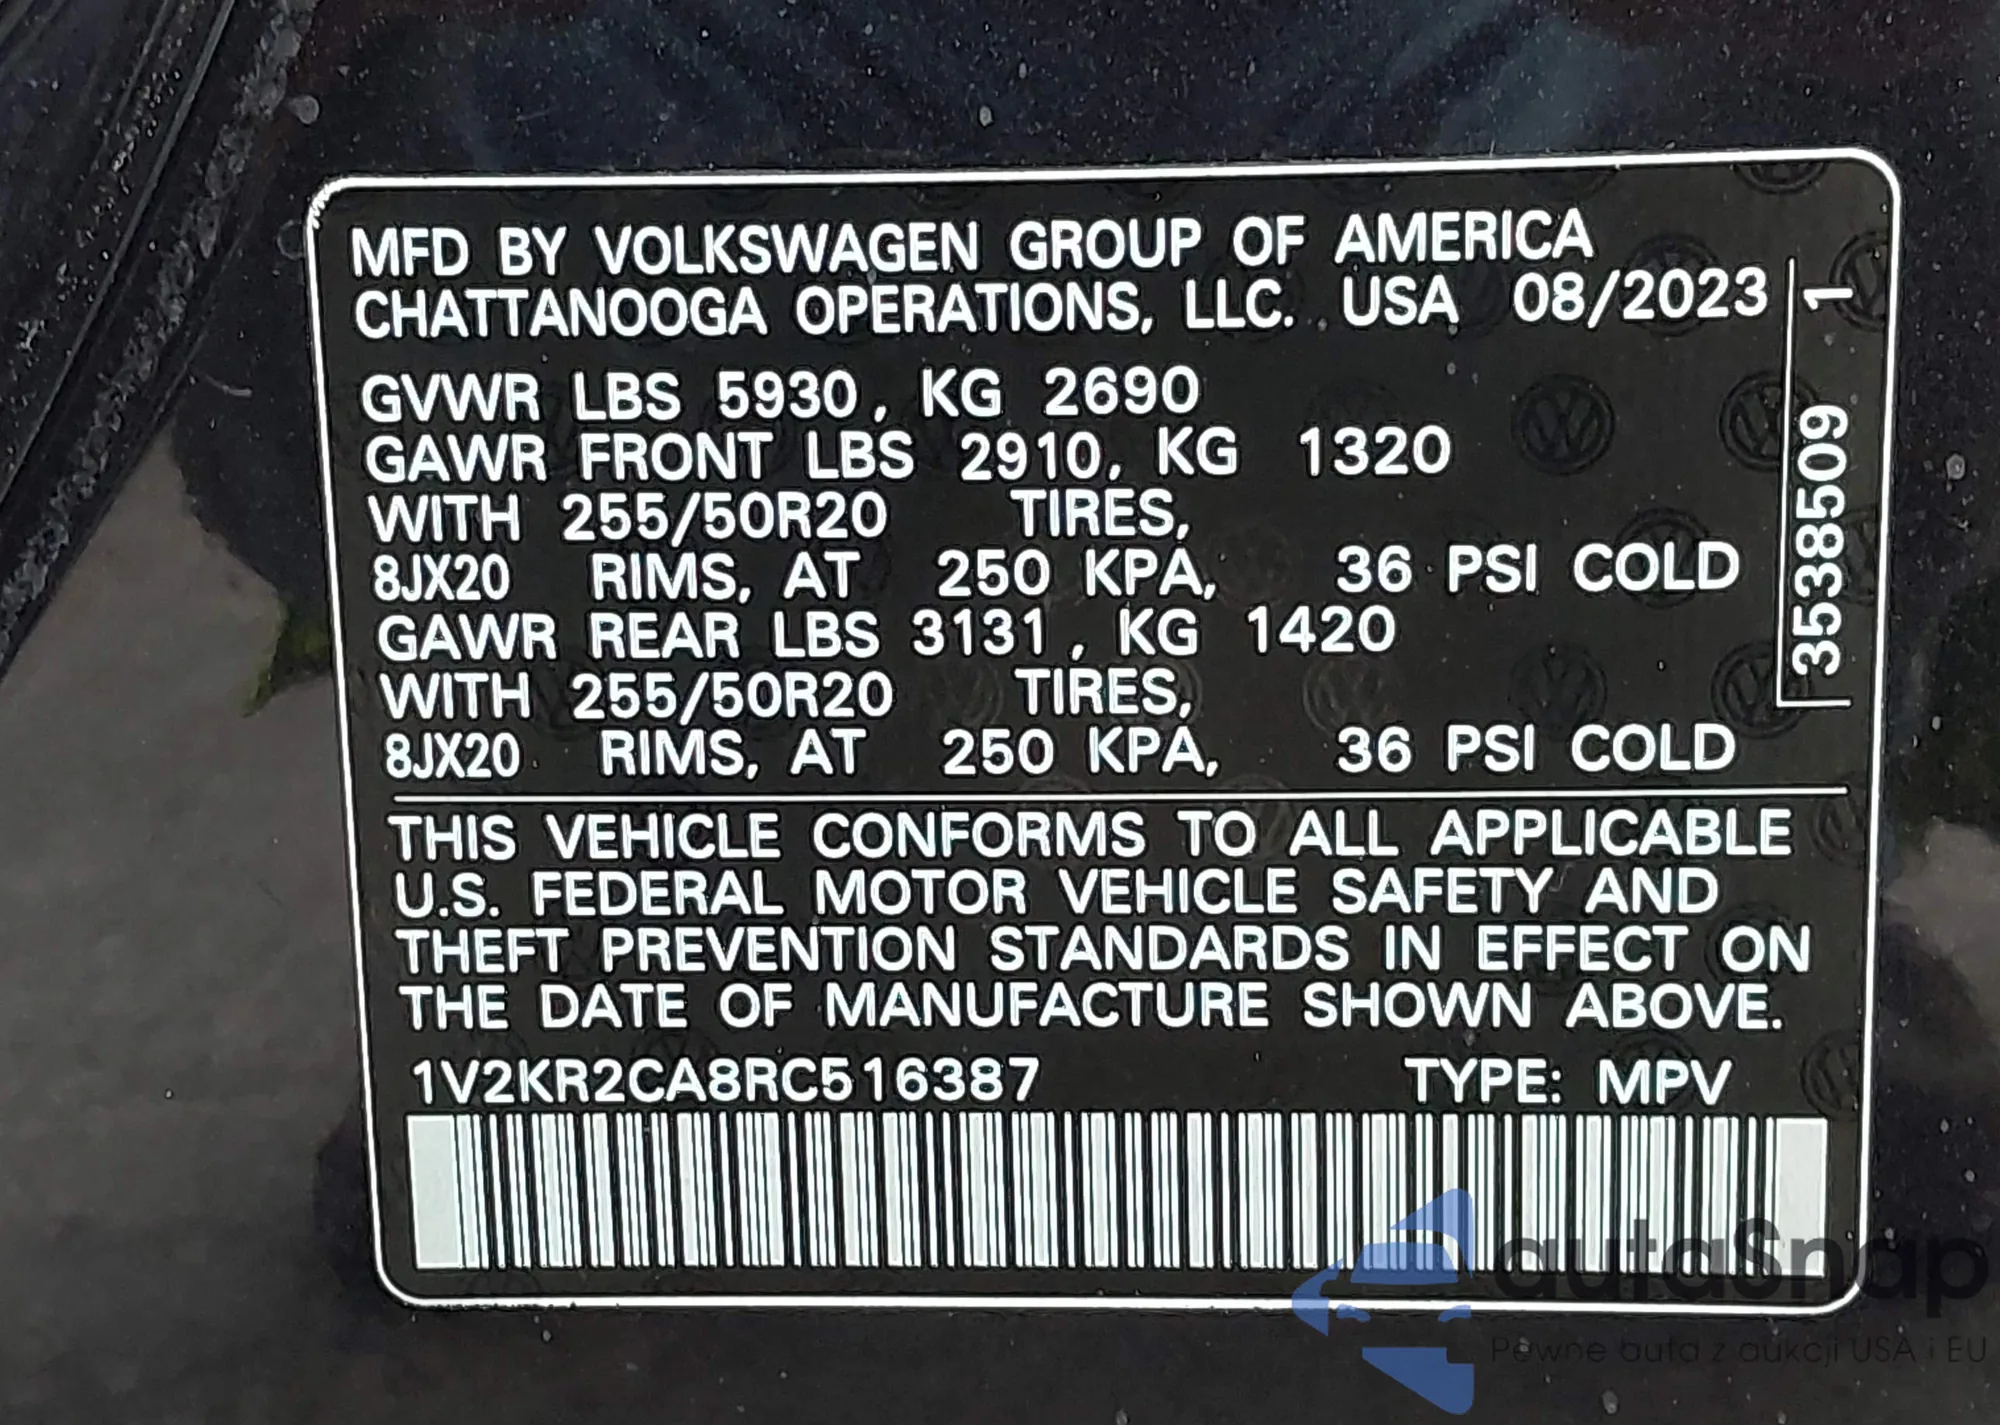 MFD BY VOLKSWAGEN GROUP OF AMERICA
CHATTANOOGA OPERATIONS, LLC. USA 08/2023
GVWR LBS 5930, KG 2690
GAWR FRONT LBS 2910, KG 1320
WITH 255/50R20 TIRES,
8JX20 RIMS, AT 250 KPA, 36 PSI COLD
GAWR REAR LBS 3131, KG 1420
WITH 255/50R20 TIRES,
8JX20 RIMS, AT 250 KPA, 36 PSI COLD
3538509 1
THIS VEHICLE CONFORMS TO ALL APPLICABLE
U.S. FEDERAL MOTOR VEHICLE SAFETY AND
THEFT PREVENTION STANDARDS IN EFFECT ON
THE DATE OF MANUFACTURE SHOWN ABOVE.
1V2KR2CA8RC516387 TYPE: MPV
autaSnap
Pewne auta z aukcji USA i EU